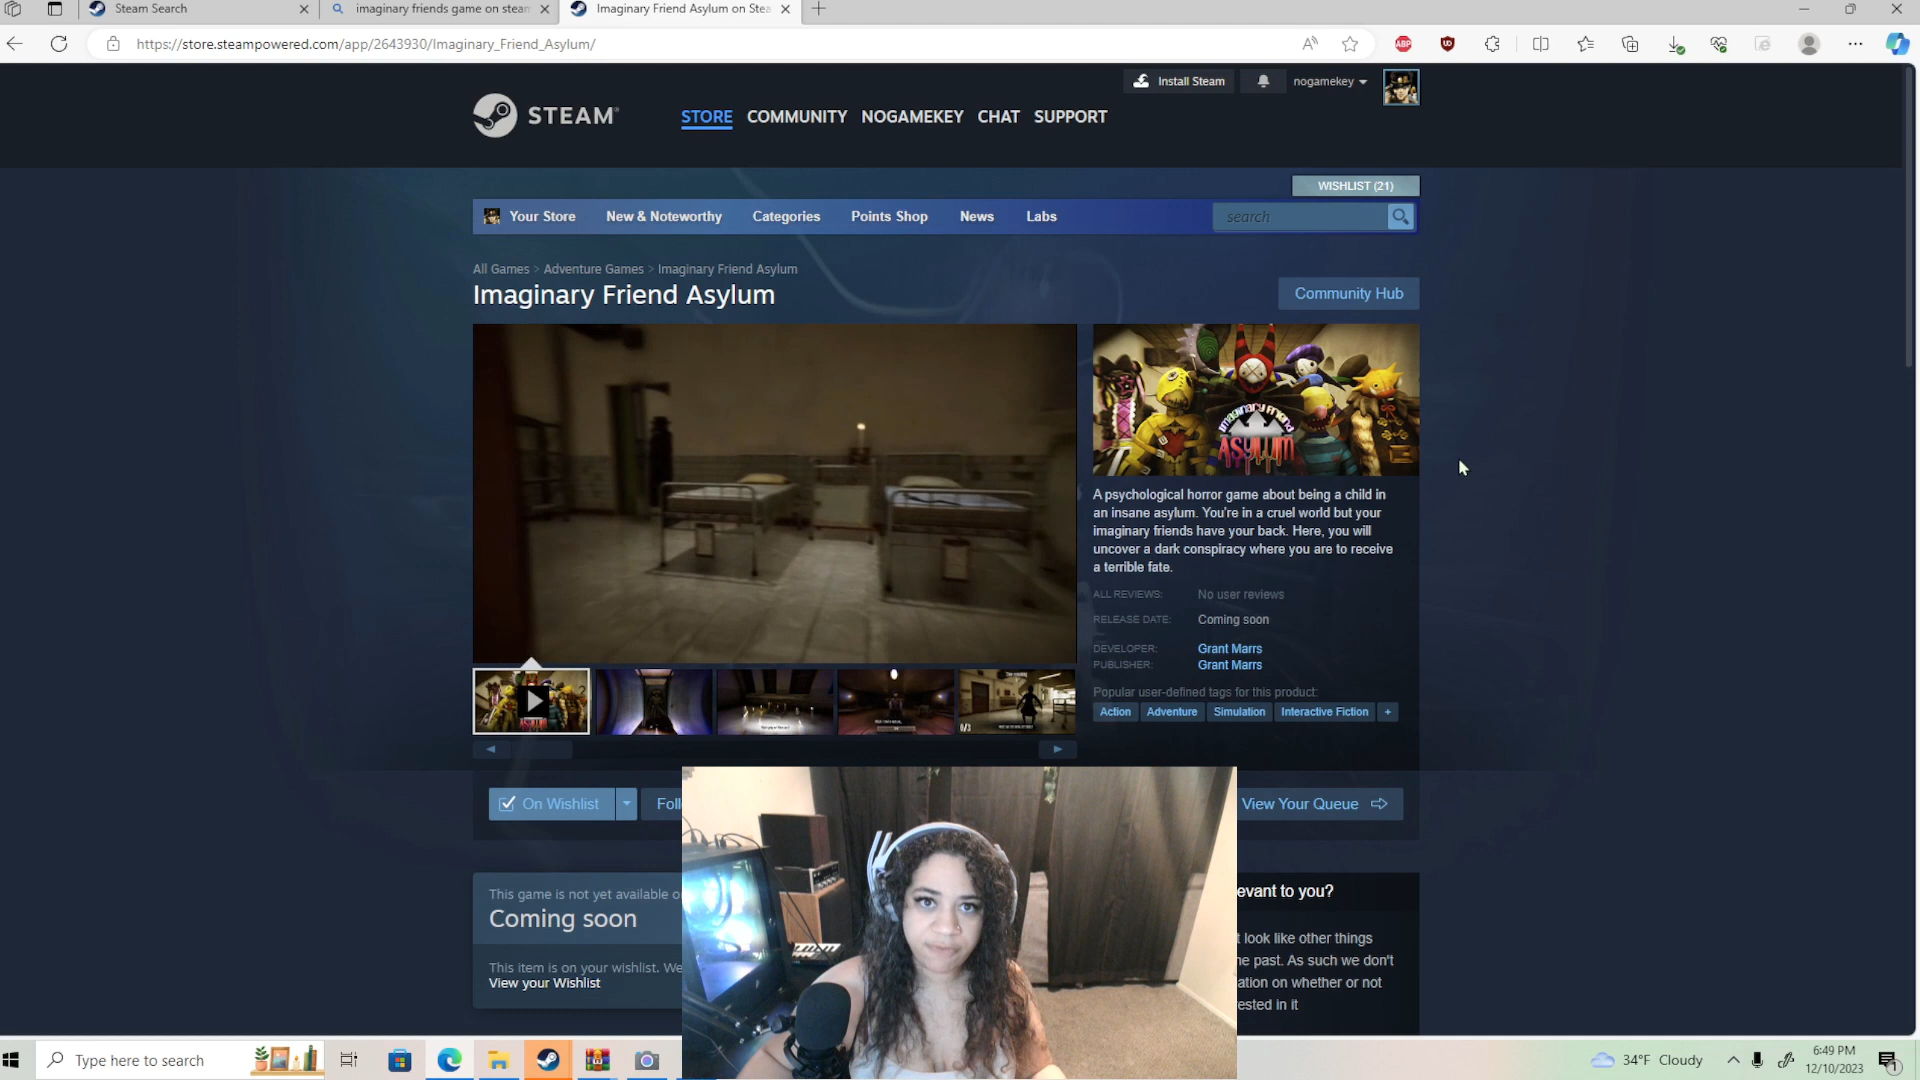 Steam Search
imaginary friends game on steam
Imaginary Friend Asylum on Stea
https://store.steampowered.com/app/2643930/Imaginary_Friend_Asylum/
Install Steam
nogamekey
STEAM
STORE COMMUNITY NOGAMEKEY CHAT SUPPORT
WISHLIST (21)
Your Store New & Noteworthy Categories Points Shop News Labs
search
All Games > Adventure Games > Imaginary Friend Asylum
Imaginary Friend Asylum
Community Hub
IMAGINARY FRIEND
ASYLUM
A psychological horror game about being a child in
an insane asylum. You're in a cruel world but your
imaginary friends have your back. Here, you will
uncover a dark conspiracy where you are to receive
a terrible fate.
ALL REVIEWS: No user reviews
RELEASE DATE: Coming soon
DEVELOPER: Grant Marrs
PUBLISHER: Grant Marrs
Popular user-defined tags for this product:
Action Adventure Simulation Interactive Fiction +
On Wishlist
Foll
View Your Queue
This game is not yet available o
Coming soon
This item is on your wishlist. We
View your Wishlist
evant to you?
t look like other things
he past. As such we don't
ation on whether or not
ested in it
Type here to search
34°F Cloudy
6:49 PM
12/10/2023
1